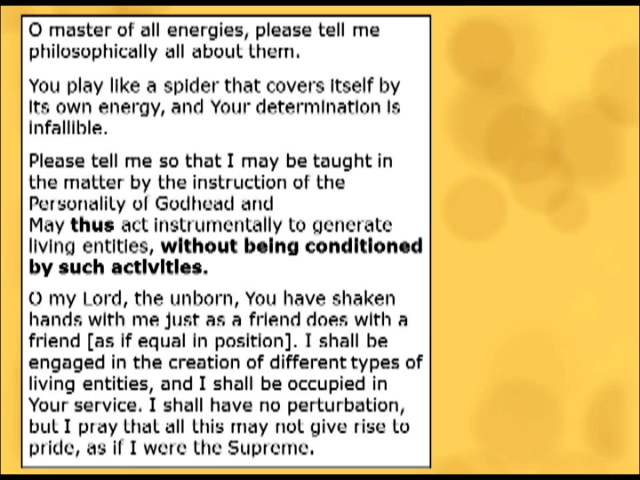 O master of all energies, please tell me
philosophically all about them.
You play like a spider that covers itself by
its own energy, and Your determination is
infallible.
Please tell me so that I may be taught in
the matter by the instruction of the
Personality of Godhead and
May thus act instrumentally to generate
living entities, without being conditioned
by such activities.
O my Lord, the unborn, You have shaken
hands with me just as a friend does with a
friend [as if equal in position]. I shall be
engaged in the creation of different types of
living entities, and I shall be occupied in
Your service. I shall have no perturbation,
but I pray that all this may not give rise to
pride, as if I were the Supreme.